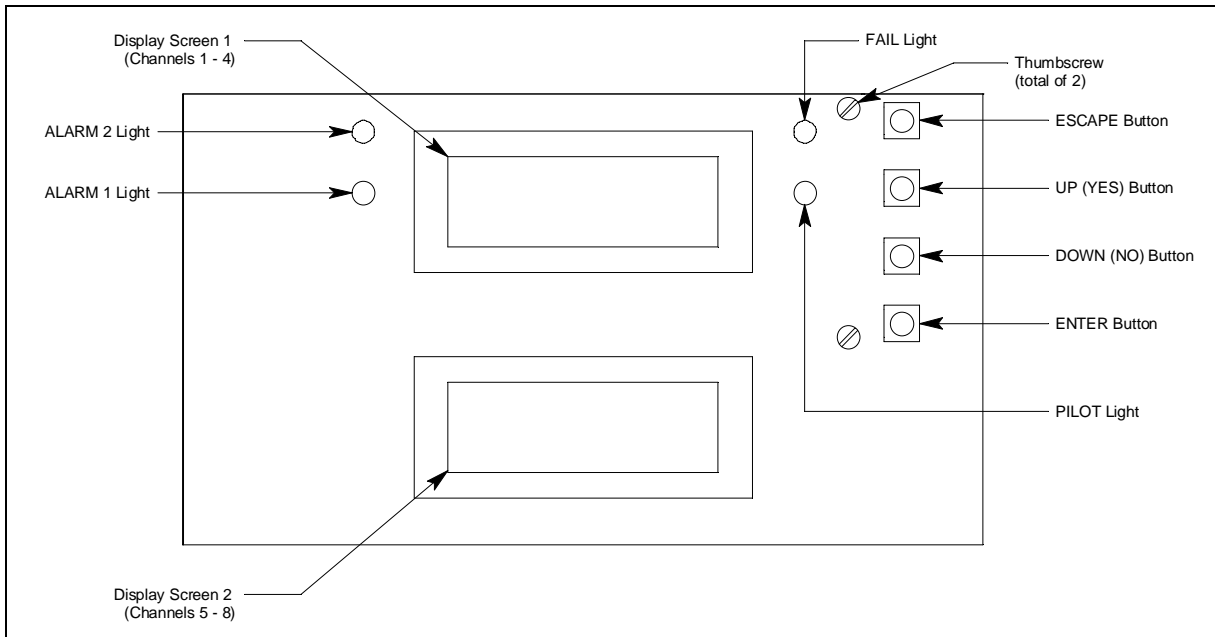 Display Screen 1
(Channels 1 - 4)
FAIL Light
Thumbscrew
(total of 2)
ALARM 2 Light
ESCAPE Button
ALARM 1 Light
UP (YES) Button
DOWN (NO) Button
ENTER Button
PILOT Light
Display Screen 2
(Channels 5 - 8)